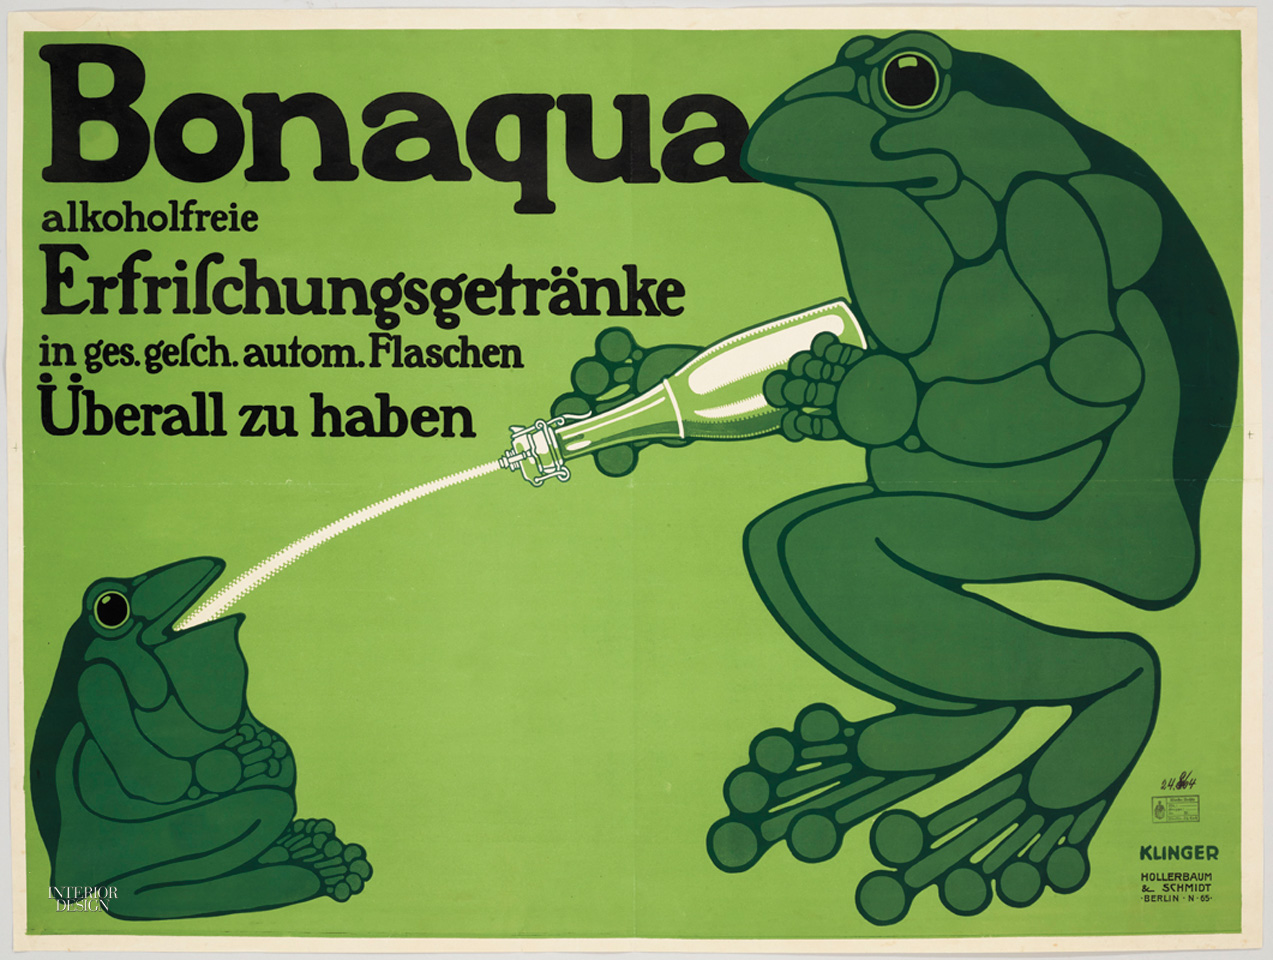 Bonaqua
alkoholfreie
Erfriſchungsgetränke
in geſ. geſch. autom. Flaschen
Überall zu haben
KLINGER
HOLLERBAUM
& SCHMIDT
·BERLIN·N·65·
INTERIOR
DESIGN